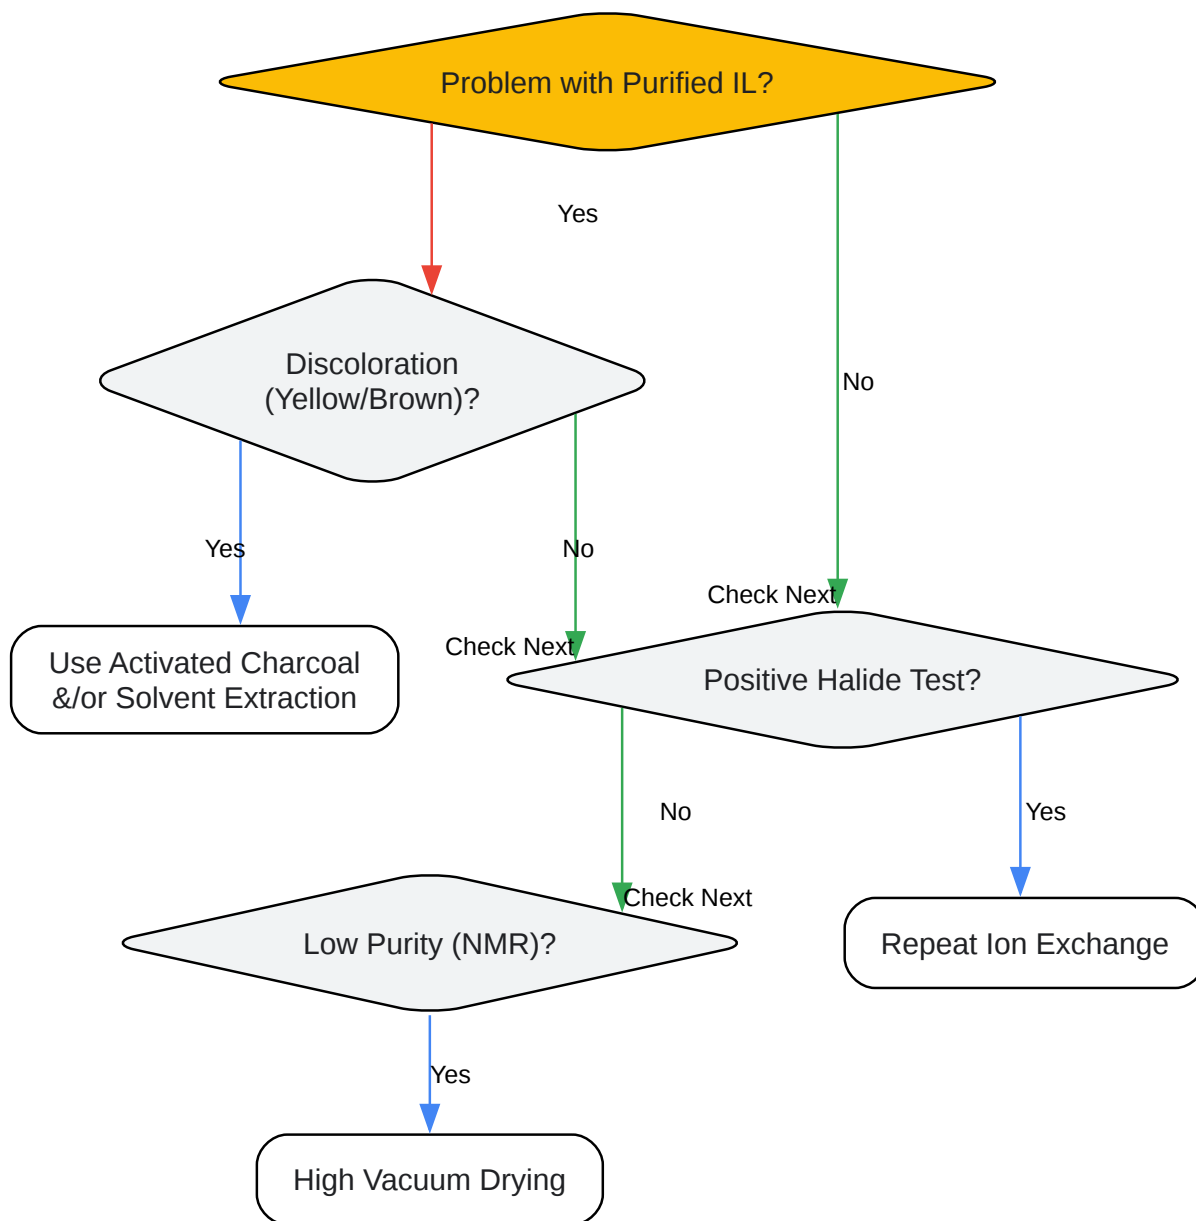 Problem with Purified IL?
Yes
Discoloration
(Yellow/Brown)?
No
Yes
No
Check Next
Check Next
Use Activated Charcoal
&/or Solvent Extraction
Positive Halide Test?
No
Yes
Check Next
Low Purity (NMR)?
Repeat Ion Exchange
Yes
High Vacuum Drying